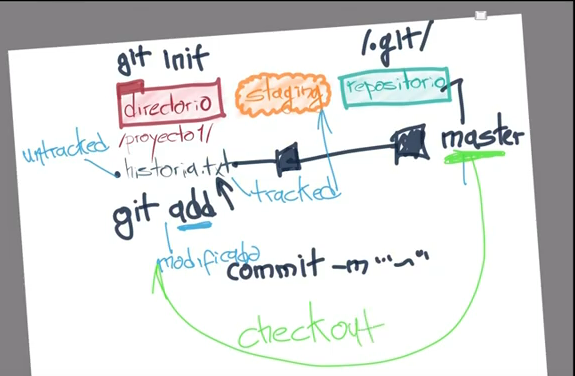 git init
/.git/
directorio
staging
repositorio
/proyecto1/
master
untracked
historia.txt
tracked
git add
modificado
commit -m "~"
checkout